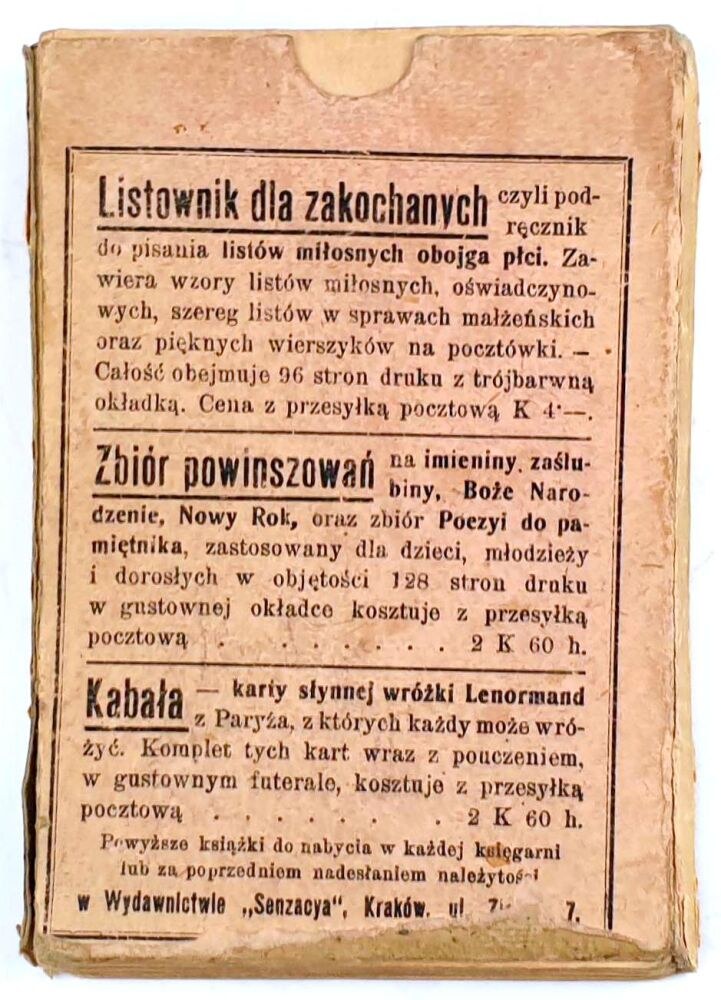 Listownik dla zakochanych czyli pod-
ręcznik
do pisania listów miłosnych obojga płci. Za-
wiera wzory listów miłosnych, oświadczyno-
wych, szereg listów w sprawach małżeńskich
oraz pięknych wierszyków na pocztówki. —
Całość obejmuje 96 stron druku z trójbarwną
okładką. Cena z przesyłką pocztową K 4·—.
Zbiór powinszowań na imieniny, zaślu-
biny, Boże Naro-
dzenie, Nowy Rok, oraz zbiór Poezyi do pa-
miętnika, zastosowany dla dzieci, młodzieży
i dorosłych w objętości 128 stron druku
w gustownej okładce kosztuje z przesyłką
pocztową . . . . . . . . . 2 K 60 h.
Kabała — karty słynnej wróżki Lenormand
z Paryża, z których każdy może wró-
żyć. Komplet tych kart wraz z pouczeniem,
w gustownym futerale, kosztuje z przesyłką
pocztową . . . . . . . . 2 K 60 h.
Powyższe książki do nabycia w każdej księgarni
lub za poprzedniem nadesłaniem należytości
w Wydawnictwie „Senzacya“, Kraków, ul 7.